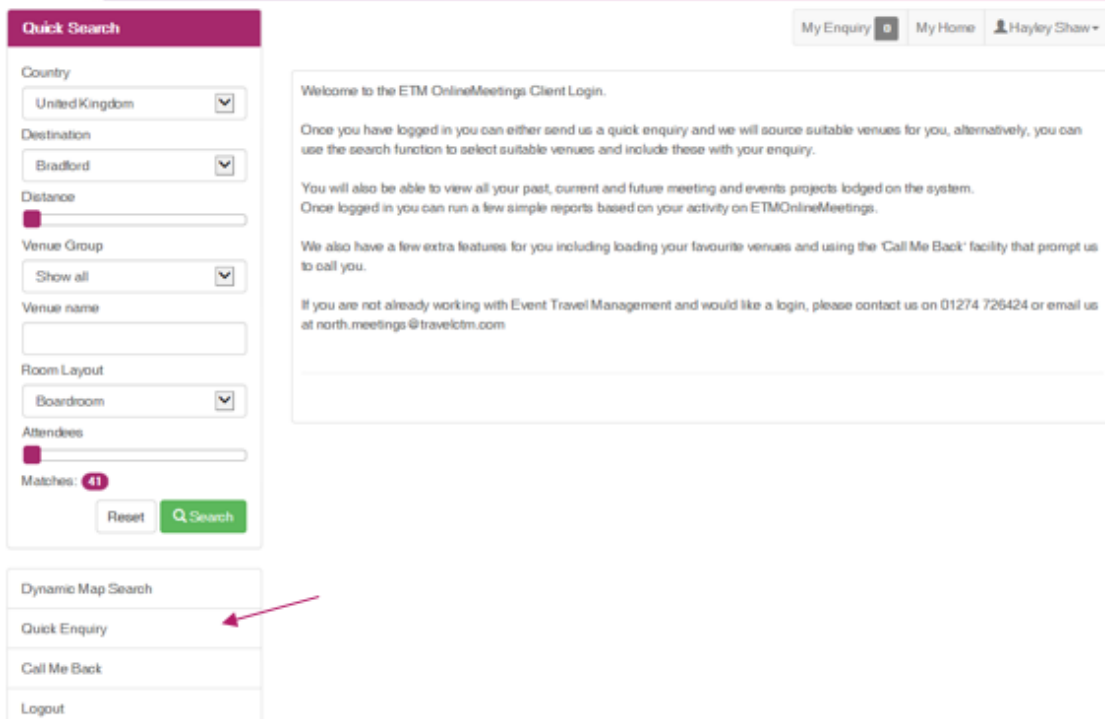 Quick Search
My Enquiry 0 My Home Hayley Shaw
Country
United Kingdom
Destination
Bradford
Distance
Venue Group
Show all
Venue name
Room Layout
Boardroom
Attendees
Matches: 41
Reset Search
Dynamic Map Search
Quick Enquiry
Call Me Back
Logout
Welcome to the ETM OnlineMeetings Client Login.
Once you have logged in you can either send us a quick enquiry and we will source suitable venues for you, alternatively, you can
use the search function to select suitable venues and include these with your enquiry.
You will also be able to view all your past, current and future meeting and events projects lodged on the system.
Once logged in you can run a few simple reports based on your activity on ETMOnlineMeetings.
We also have a few extra features for you including loading your favourite venues and using the 'Call Me Back' facility that prompt us
to call you.
If you are not already working with Event Travel Management and would like a login, please contact us on 01274 726424 or email us
at north.meetings@travelctm.com